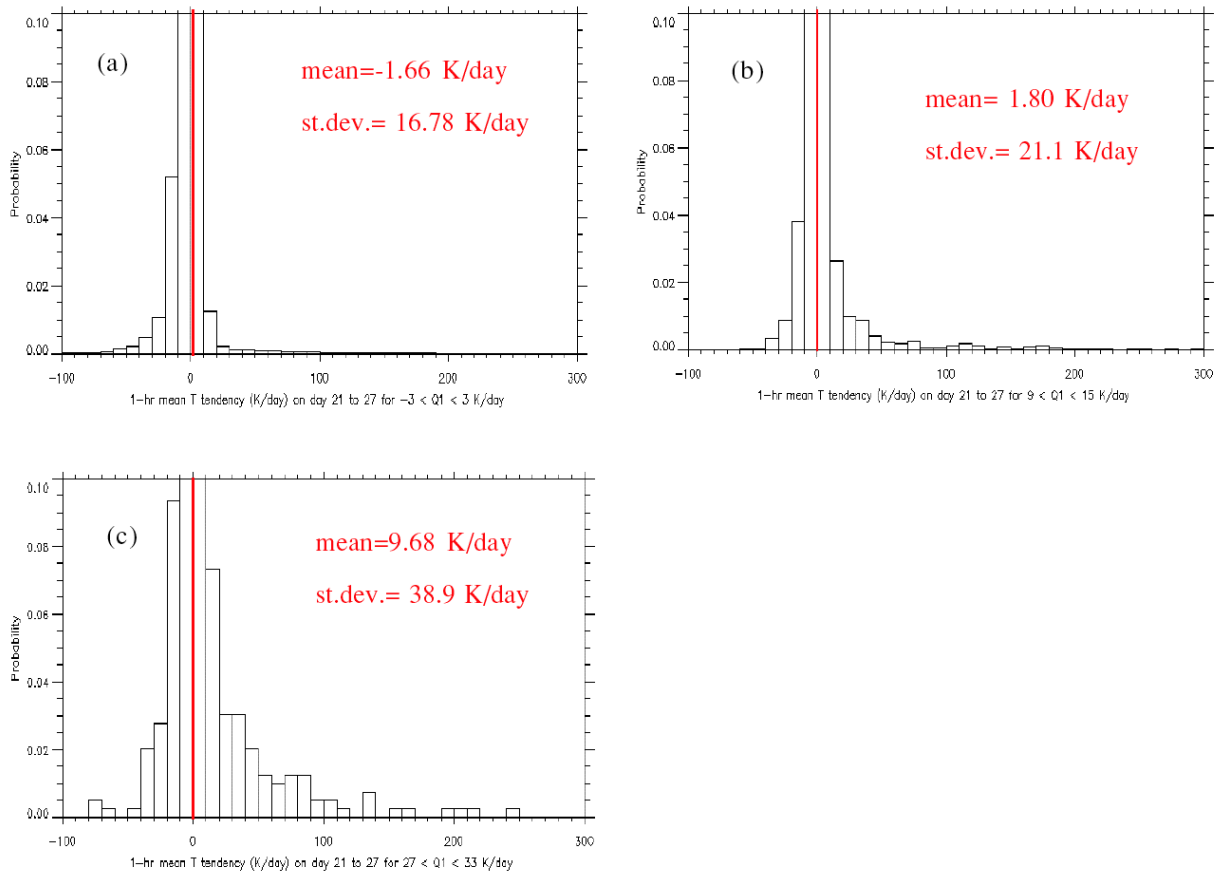 (a)
mean=-1.66 K/day
st.dev.= 16.78 K/day
Probability
0.10
0.08
0.06
0.04
0.02
0.00
-100
0
100
200
300
1-hr mean T tendency (K/day) on day 21 to 27 for -3 < Q1 < 3 K/day
(b)
mean= 1.80 K/day
st.dev.= 21.1 K/day
Probability
0.10
0.08
0.06
0.04
0.02
0.00
-100
0
100
200
300
1-hr mean T tendency (K/day) on day 21 to 27 for 9 < Q1 < 15 K/day
(c)
mean=9.68 K/day
st.dev.= 38.9 K/day
Probability
0.10
0.08
0.06
0.04
0.02
0.00
-100
0
100
200
300
1-hr mean T tendency (K/day) on day 21 to 27 for 27 < Q1 < 33 K/day